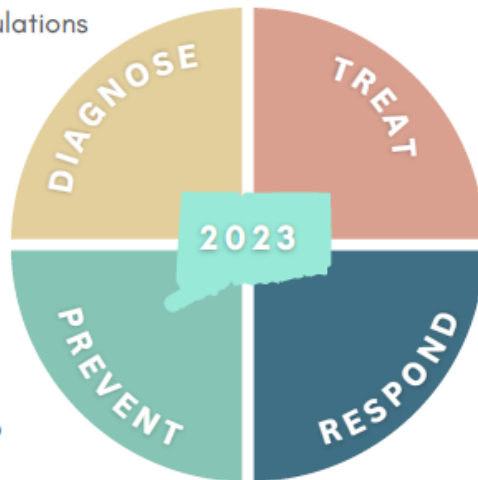 ulations
DIAGNOSE
TREAT
2023
PREVENT
RESPOND